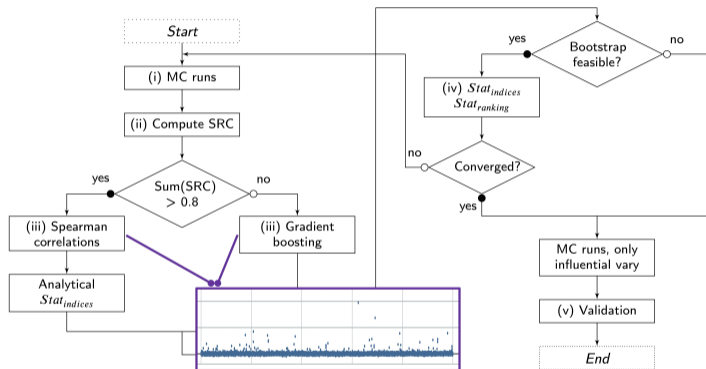 Start
(i) MC runs
(ii) Compute SRC
Sum(SRC)
> 0.8
yes
no
(iii) Spearman
correlations
(iii) Gradient
boosting
Analytical
Stat_indices
Bootstrap
feasible?
yes
no
(iv) Stat_indices
Stat_ranking
Converged?
no
yes
MC runs, only
influential vary
(v) Validation
End